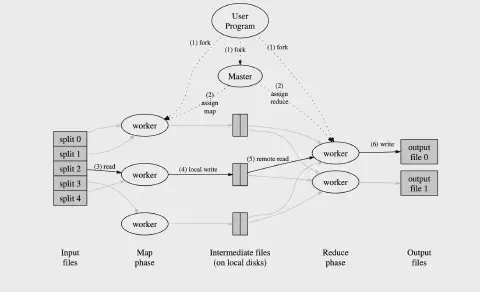 User
Program
(1) fork
(1) fork
(1) fork
Master
(2)
assign
map
(2)
assign
reduce
worker
split 0
split 1
split 2
split 3
split 4
(3) read
worker
(4) local write
(5) remote read
worker
(6) write
output
file 0
worker
output
file 1
worker
Input
files
Map
phase
Intermediate files
(on local disks)
Reduce
phase
Output
files